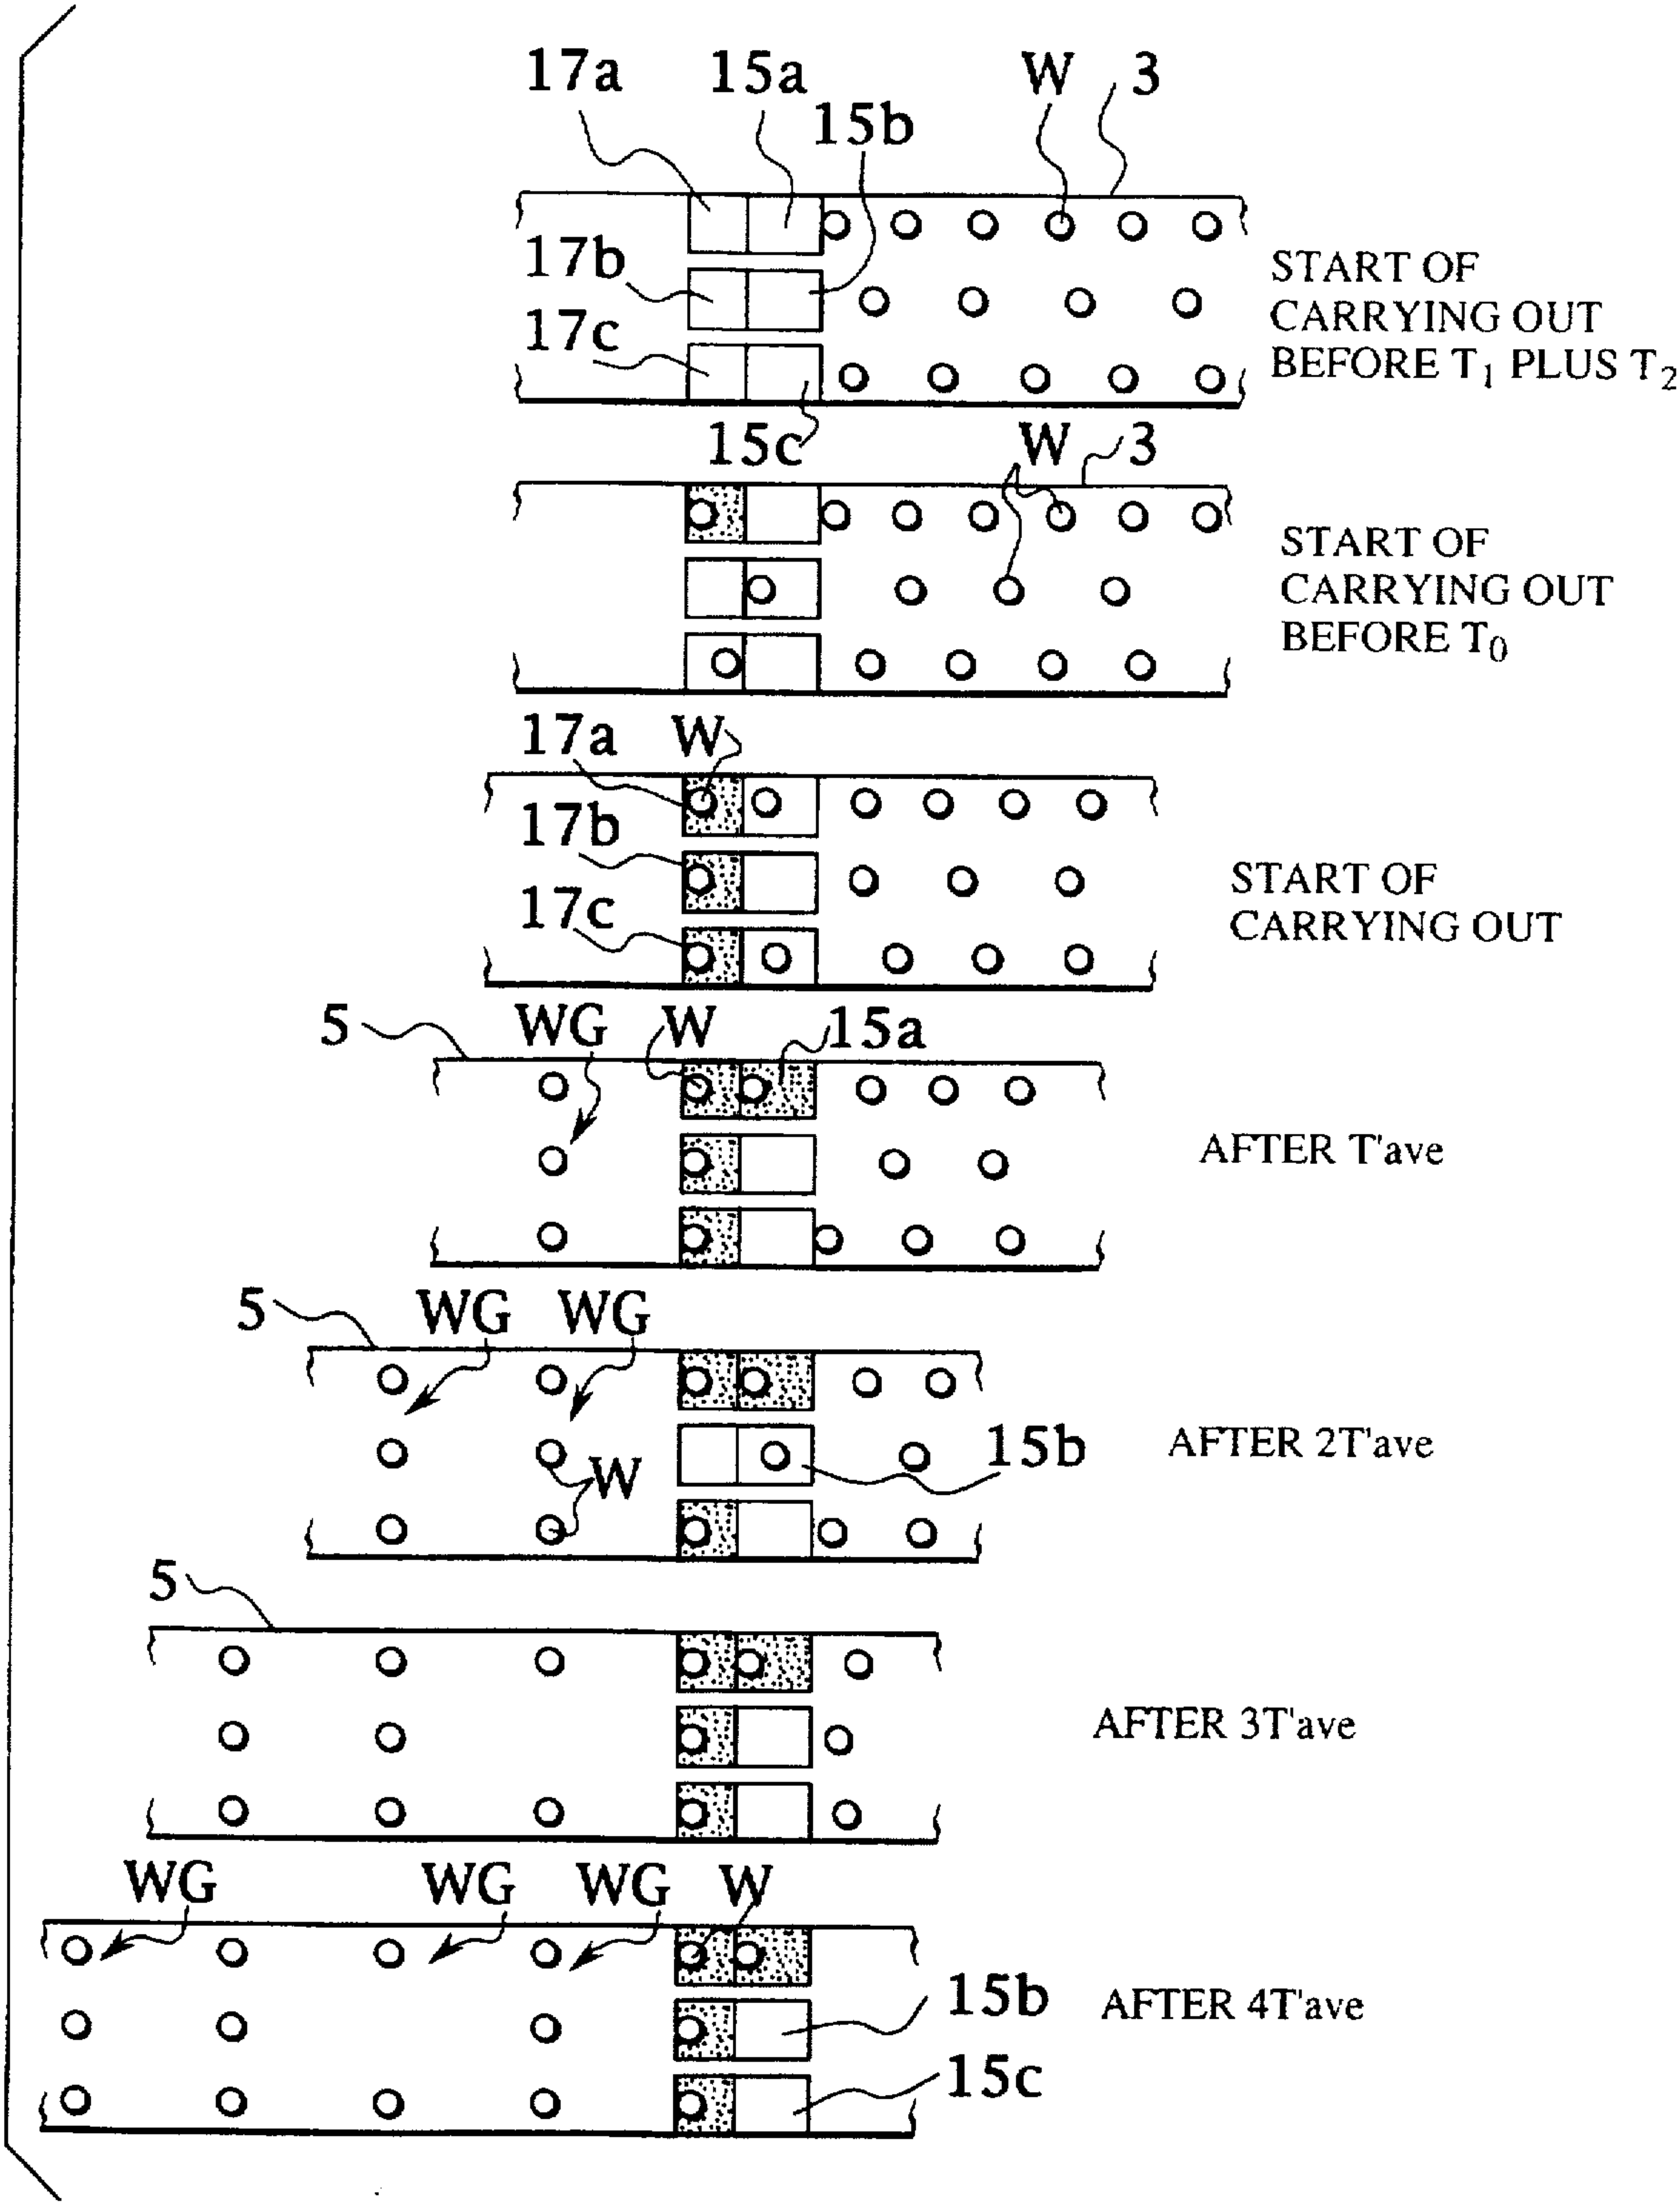 17a 15a W 3
15b
17b
START OF
CARRYING OUT
BEFORE T₁ PLUS T₂
17c
15c W 3
START OF
CARRYING OUT
BEFORE T₀
17a W
17b
START OF
CARRYING OUT
17c
5 WG W 15a
AFTER T'ave
5 WG WG
W 15b AFTER 2T'ave
5
AFTER 3T'ave
WG WG WG W
15b AFTER 4T'ave
15c